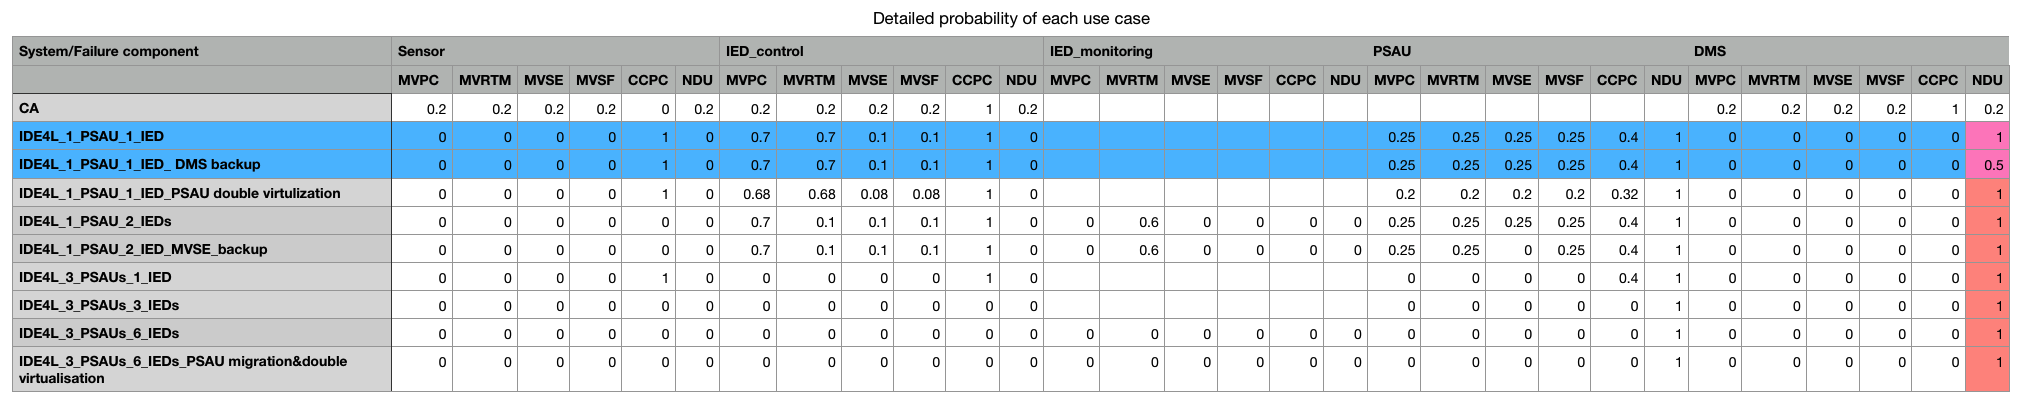 Detailed probability of each use case
System/Failure component Sensor IED_control IED_monitoring PSAU DMS
MVPC MVRTM MVSE MVSF CCPC NDU MVPC MVRTM MVSE MVSF CCPC NDU MVPC MVRTM MVSE MVSF CCPC NDU MVPC MVRTM MVSE MVSF CCPC NDU MVPC MVRTM MVSE MVSF CCPC NDU
CA 0.2 0.2 0.2 0.2 0 0.2 0.2 0.2 0.2 0.2 1 0.2 0.2 0.2 0.2 0.2 1 0.2
IDE4L_1_PSAU_1_IED 0 0 0 0 1 0 0.7 0.7 0.1 0.1 1 0 0.25 0.25 0.25 0.25 0.4 1 0 0 0 0 0 1
IDE4L_1_PSAU_1_IED_ DMS backup 0 0 0 0 1 0 0.7 0.7 0.1 0.1 1 0 0.25 0.25 0.25 0.25 0.4 1 0 0 0 0 0 0.5
IDE4L_1_PSAU_1_IED_PSAU double virtulization 0 0 0 0 1 0 0.68 0.68 0.08 0.08 1 0 0.2 0.2 0.2 0.2 0.32 1 0 0 0 0 0 1
IDE4L_1_PSAU_2_IEDs 0 0 0 0 0 0 0.7 0.1 0.1 0.1 1 0 0 0.6 0 0 0 0 0.25 0.25 0.25 0.25 0.4 1 0 0 0 0 0 1
IDE4L_1_PSAU_2_IED_MVSE_backup 0 0 0 0 0 0 0.7 0.1 0.1 0.1 1 0 0 0.6 0 0 0 0 0.25 0.25 0 0.25 0.4 1 0 0 0 0 0 1
IDE4L_3_PSAUs_1_IED 0 0 0 0 1 0 0 0 0 0 1 0 0 0 0 0 0.4 1 0 0 0 0 0 1
IDE4L_3_PSAUs_3_IEDs 0 0 0 0 0 0 0 0 0 0 0 0 0 0 0 0 0 1 0 0 0 0 0 1
IDE4L_3_PSAUs_6_IEDs 0 0 0 0 0 0 0 0 0 0 0 0 0 0 0 0 0 0 0 0 0 0 0 1 0 0 0 0 0 1
IDE4L_3_PSAUs_6_IEDs_PSAU migration&double 0 0 0 0 0 0 0 0 0 0 0 0 0 0 0 0 0 0 0 0 0 0 0 1 0 0 0 0 0 1
virtualisation